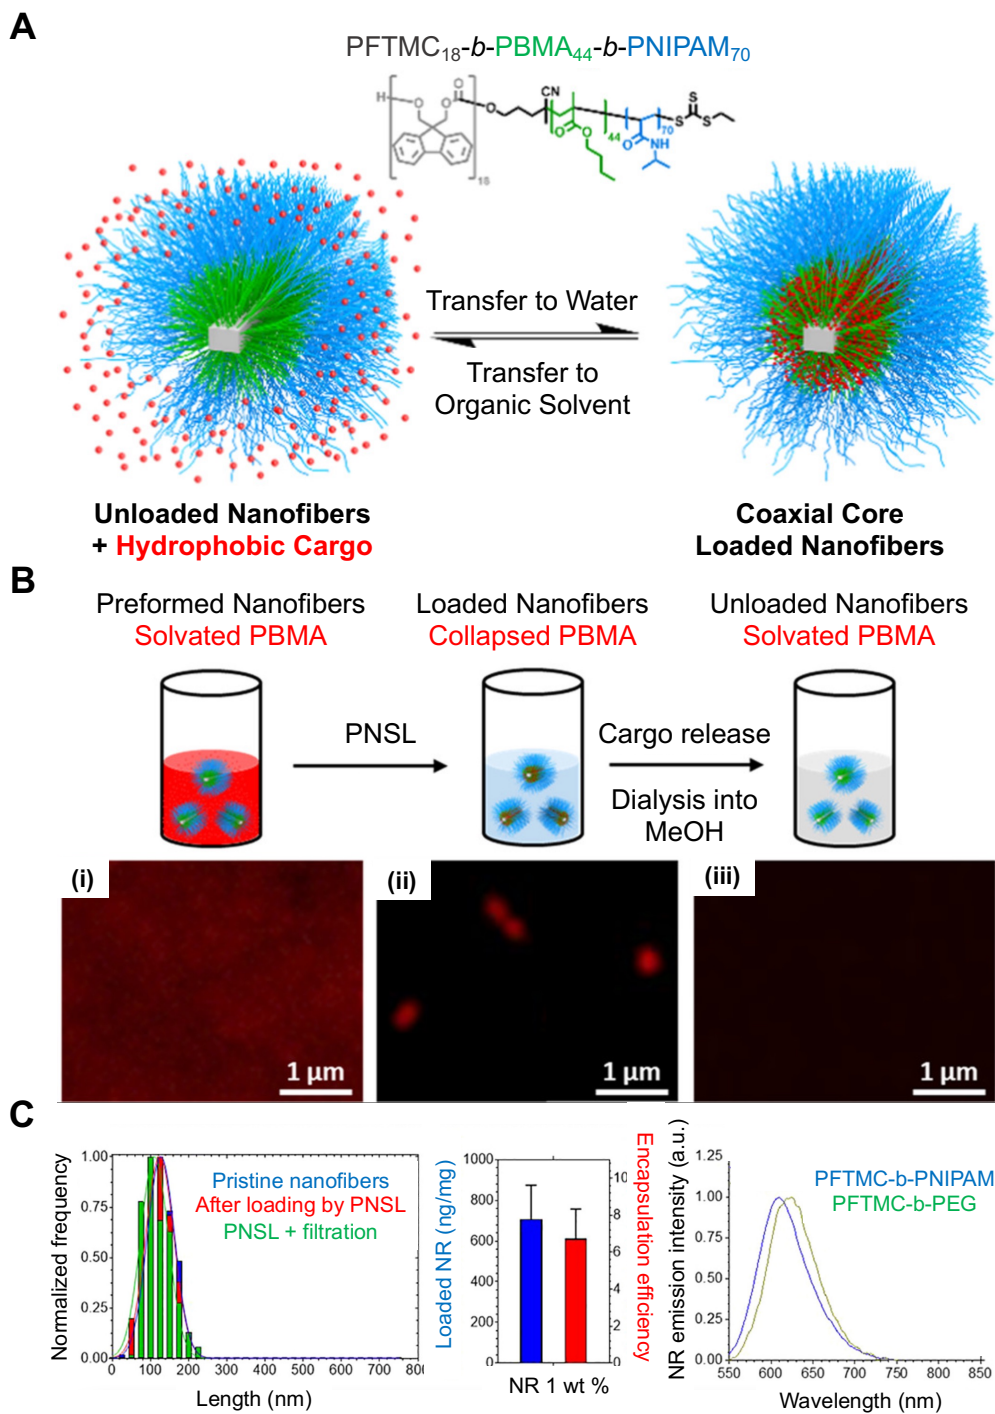 A
PFTMC18-b-PBMA44-b-PNIPAM70
H
O
O
O
O
18
O
CN
O
O
44
O
NH
70
S
S
S
Transfer to Water
Transfer to
Organic Solvent
Unloaded Nanofibers
+ Hydrophobic Cargo
Coaxial Core
Loaded Nanofibers
B
Preformed Nanofibers
Solvated PBMA
Loaded Nanofibers
Collapsed PBMA
Unloaded Nanofibers
Solvated PBMA
PNSL
Cargo release
Dialysis into
MeOH
(i)
1 µm
(ii)
1 µm
(iii)
1 µm
C
Normalized frequency
1.00
0.75
0.50
0.25
0.00
Pristine nanofibers
After loading by PNSL
PNSL + filtration
0 100 200 300 400 500 600 700 800
Length (nm)
Loaded NR (ng/mg)
1000
800
600
400
200
0
Encapsulation efficiency
10
8
6
4
2
0
NR 1 wt %
NR emission intensity (a.u.)
1.25
1.00
0.75
0.50
0.25
0.00
PFTMC-b-PNIPAM
PFTMC-b-PEG
550 600 650 700 750 800 850
Wavelength (nm)